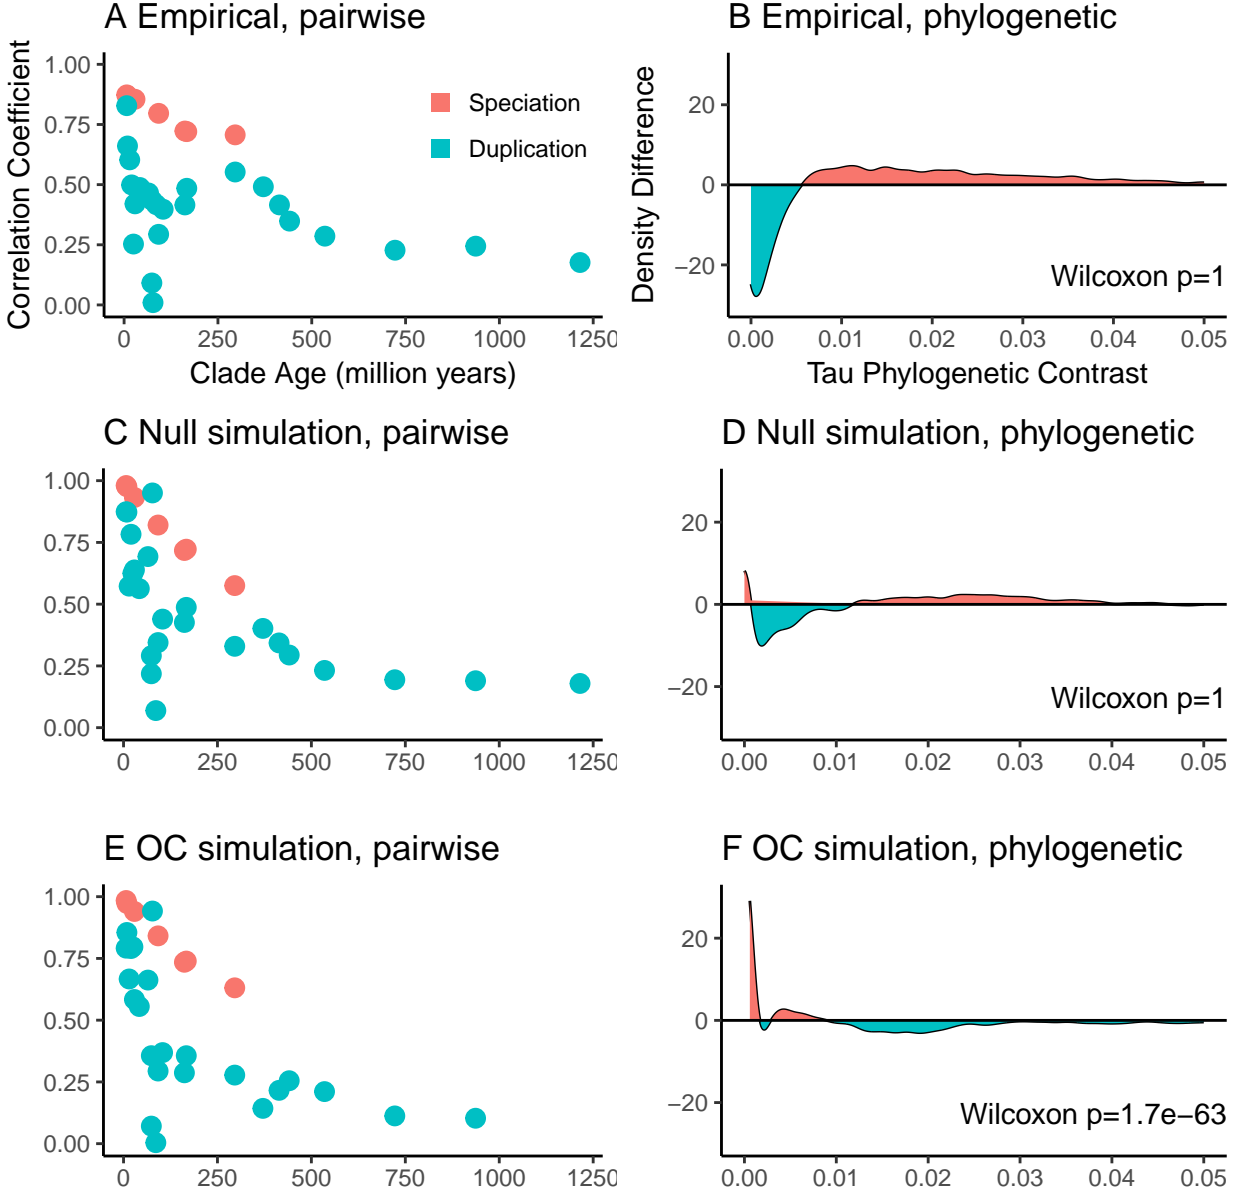 A Empirical, pairwise
Correlation Coefficient
1.00
0.75
0.50
0.25
0.00
Speciation
Duplication
0 250 500 750 1000 1250
Clade Age (million years)
B Empirical, phylogenetic
Density Difference
20
0
−20
Wilcoxon p=1
0.00 0.01 0.02 0.03 0.04 0.05
Tau Phylogenetic Contrast
C Null simulation, pairwise
1.00
0.75
0.50
0.25
0.00
0 250 500 750 1000 1250
D Null simulation, phylogenetic
20
0
−20
Wilcoxon p=1
0.00 0.01 0.02 0.03 0.04 0.05
E OC simulation, pairwise
1.00
0.75
0.50
0.25
0.00
0 250 500 750 1000 1250
F OC simulation, phylogenetic
20
0
−20
Wilcoxon p=1.7e−63
0.00 0.01 0.02 0.03 0.04 0.05